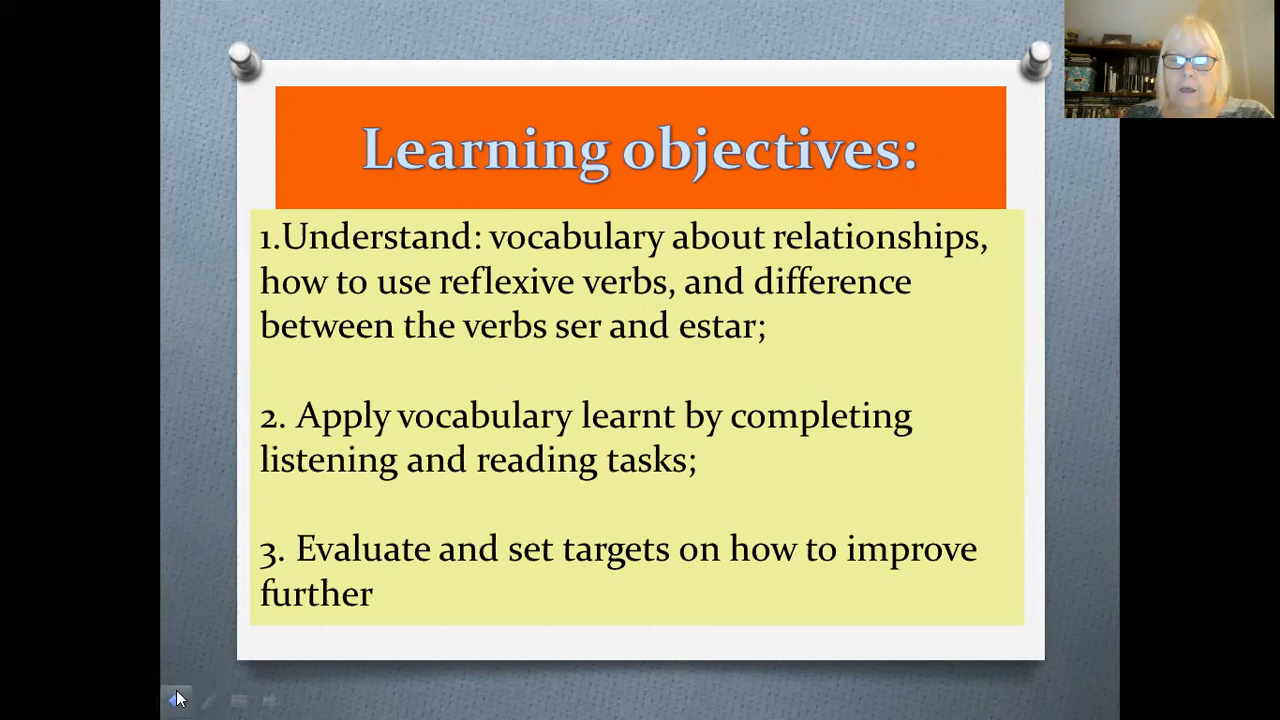 Learning objectives:
1.Understand: vocabulary about relationships,
how to use reflexive verbs, and difference
between the verbs ser and estar;
2. Apply vocabulary learnt by completing
listening and reading tasks;
3. Evaluate and set targets on how to improve
further